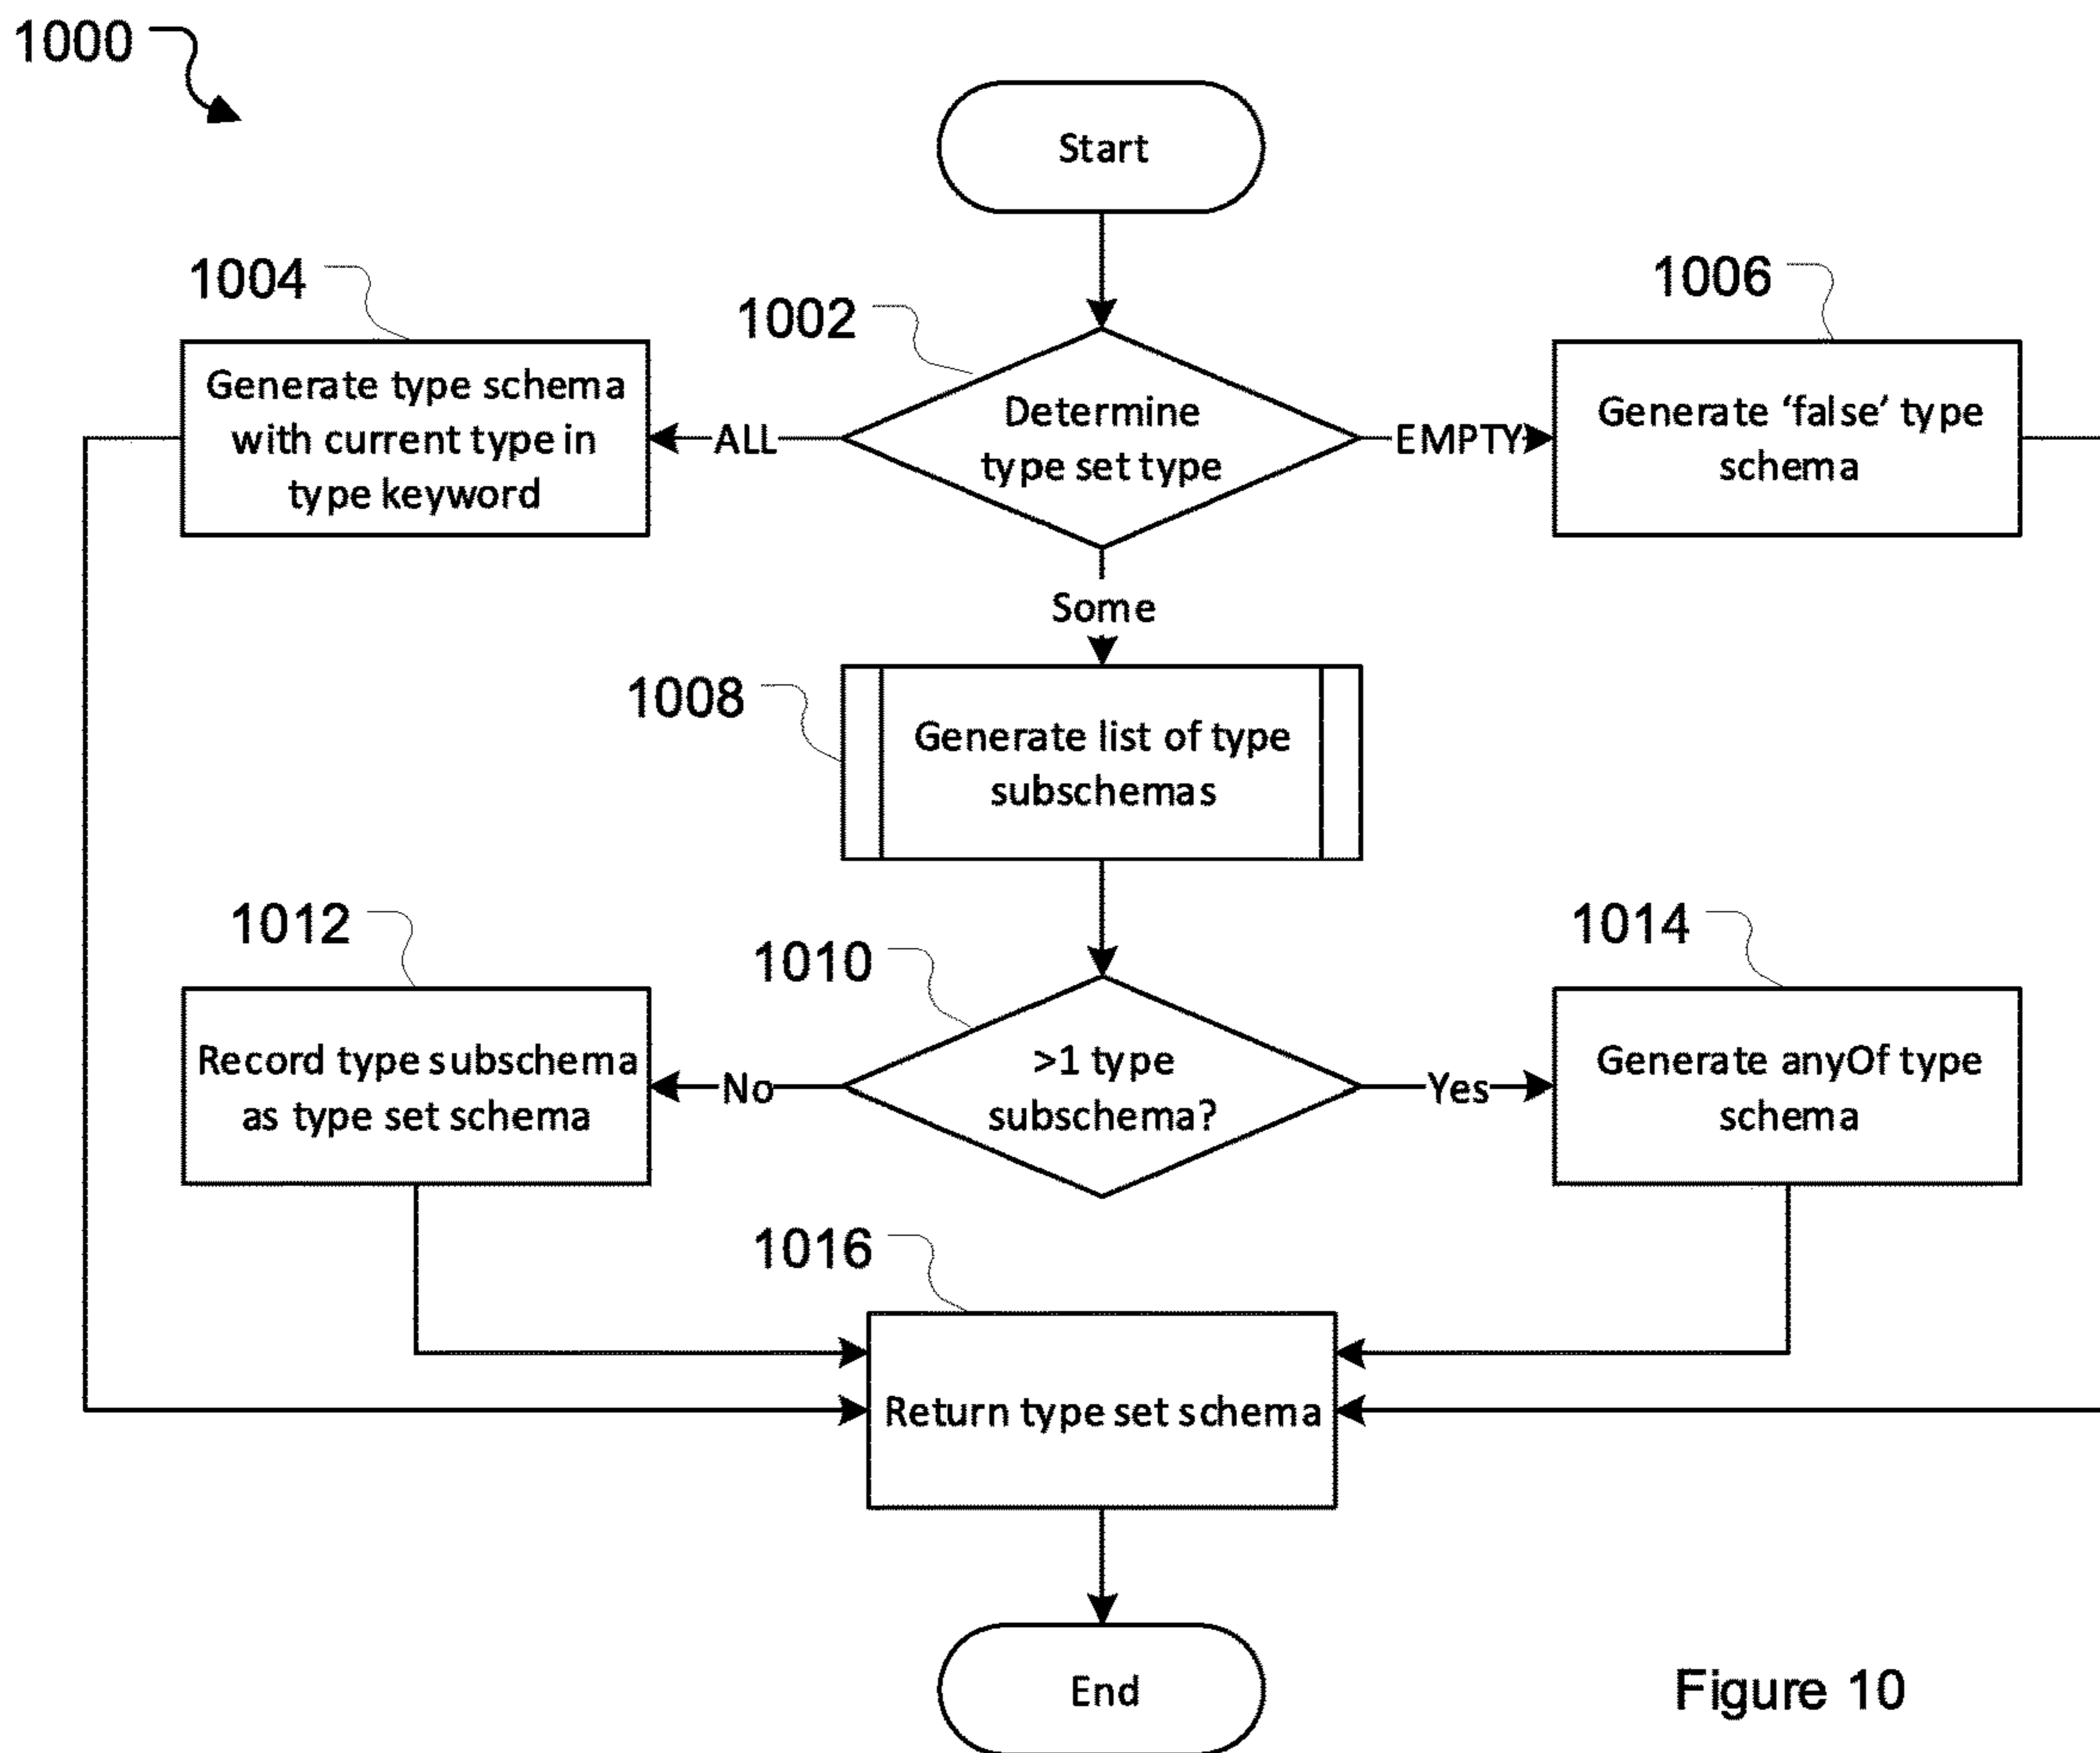 1000
Start
1004
1002
1006
Generate type schema
with current type in
type keyword
ALL
Determine
type set type
EMPTY
Generate ‘false’ type
schema
Some
1008
Generate list of type
subschemas
1012
1010
1014
Record type subschema
as type set schema
No
>1 type
subschema?
Yes
Generate anyOf type
schema
1016
Return type set schema
End
Figure 10